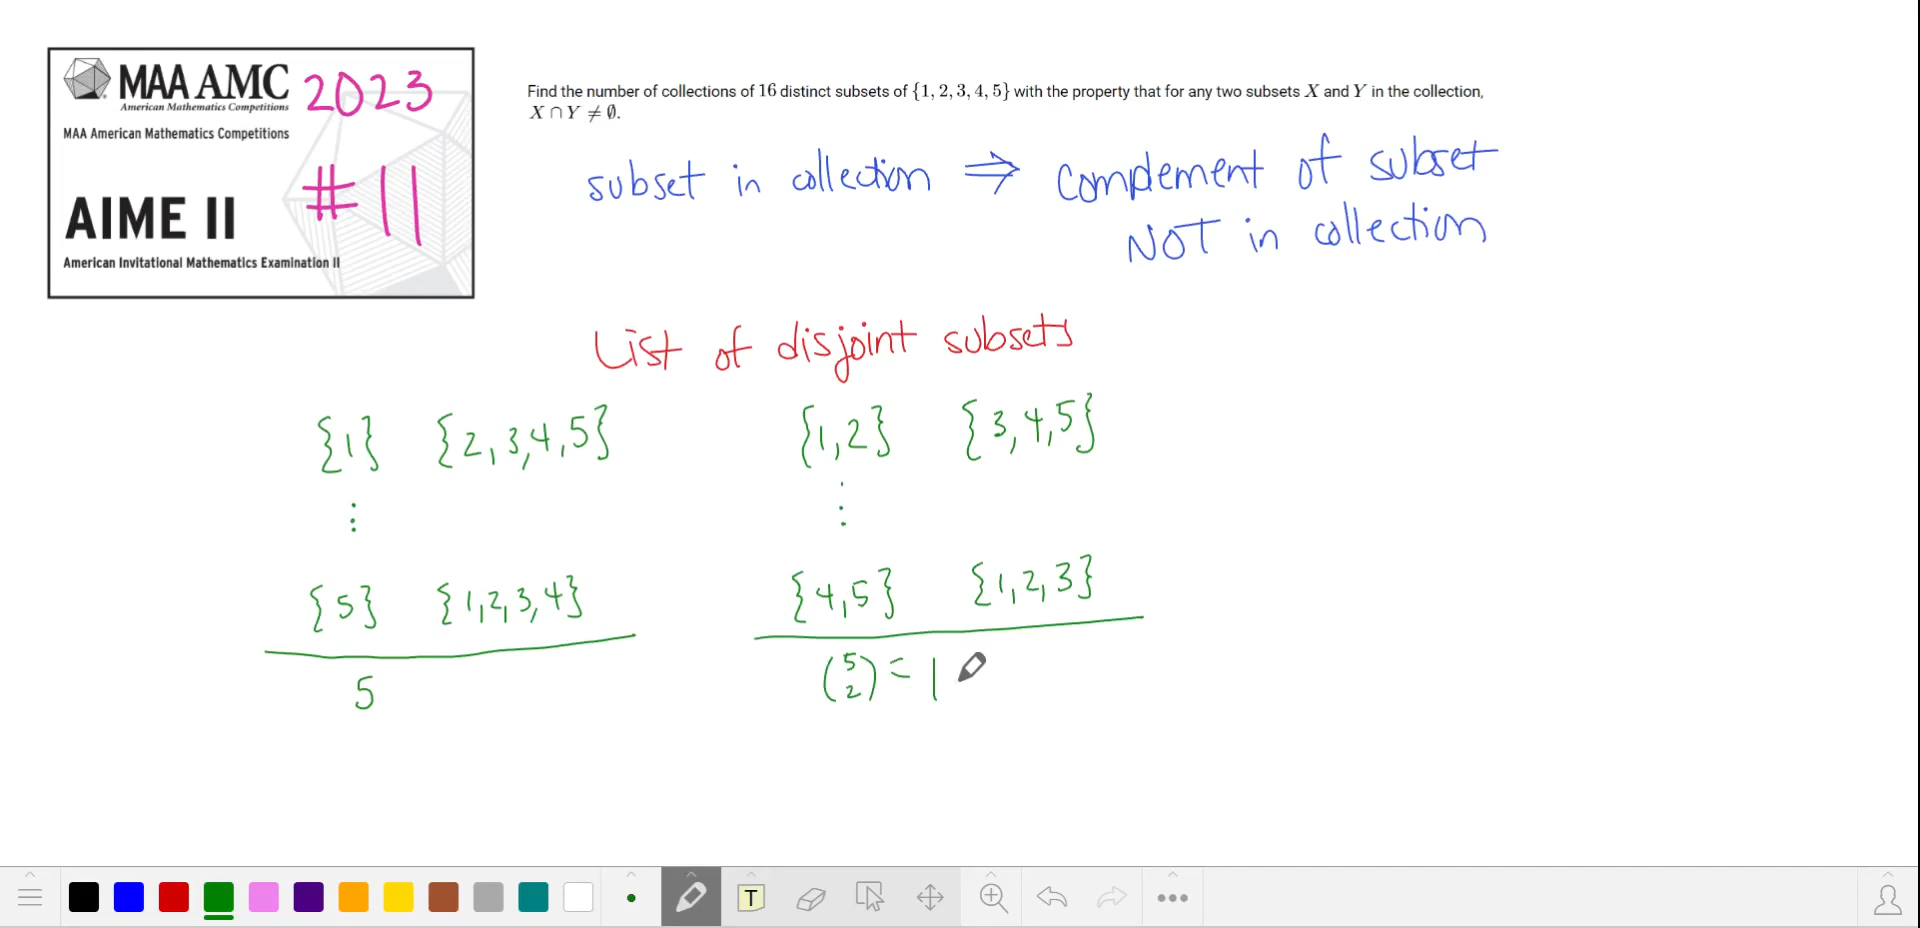 MAA AMC 2023
American Mathematics Competitions
MAA American Mathematics Competitions
AIME II #11
American Invitational Mathematics Examination II
Find the number of collections of 16 distinct subsets of {1, 2, 3, 4, 5} with the property that for any two subsets X and Y in the collection,
X ∩ Y ≠ ∅.
subset in collection ⇒ complement of subset
NOT in collection
List of disjoint subsets
{1} {2,3,4,5} {1,2} {3,4,5}
⋮ ⋮
{5} {1,2,3,4} {4,5} {1,2,3}
5 (5 2) = 1
T